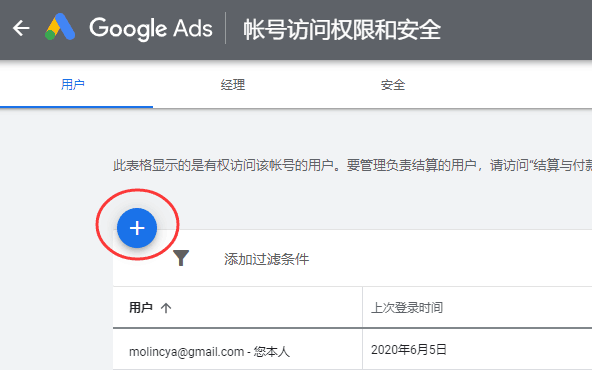 Google Ads 帐号访问权限和安全
用户 经理 安全
此表格显示的是有权访问该帐号的用户。要管理负责结算的用户，请访问“结算与付款
添加过滤条件
用户 上次登录时间
molincya@gmail.com - 您本人 2020年6月5日